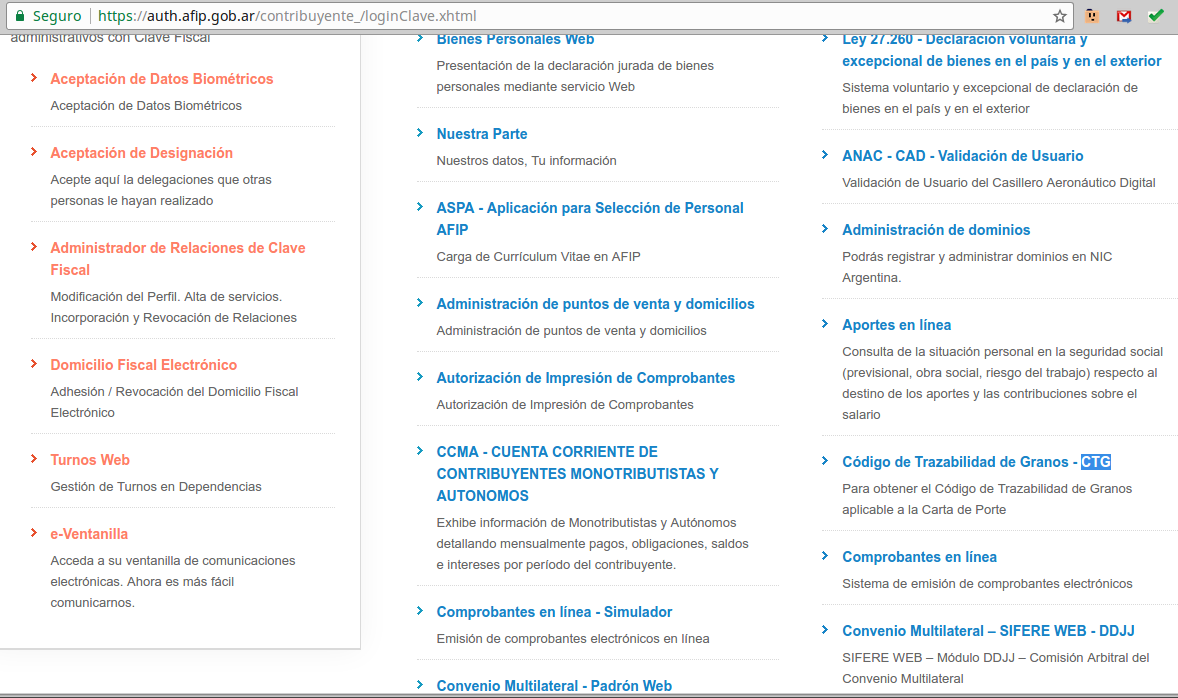 Seguro https://auth.afip.gob.ar/contribuyente_/loginClave.xhtml
administrativos con Clave Fiscal
Aceptación de Datos Biométricos
Aceptación de Datos Biométricos
Aceptación de Designación
Acepte aquí la delegaciones que otras
personas le hayan realizado
Administrador de Relaciones de Clave
Fiscal
Modificación del Perfil. Alta de servicios.
Incorporación y Revocación de Relaciones
Domicilio Fiscal Electrónico
Adhesión / Revocación del Domicilio Fiscal
Electrónico
Turnos Web
Gestión de Turnos en Dependencias
e-Ventanilla
Acceda a su ventanilla de comunicaciones
electrónicas. Ahora es más fácil
comunicarnos.
Bienes Personales Web
Presentación de la declaración jurada de bienes
personales mediante servicio Web
Nuestra Parte
Nuestros datos, Tu información
ASPA - Aplicación para Selección de Personal
AFIP
Carga de Currículum Vitae en AFIP
Administración de puntos de venta y domicilios
Administración de puntos de venta y domicilios
Autorización de Impresión de Comprobantes
Autorización de Impresión de Comprobantes
CCMA - CUENTA CORRIENTE DE
CONTRIBUYENTES MONOTRIBUTISTAS Y
AUTONOMOS
Exhibe información de Monotributistas y Autónomos
detallando mensualmente pagos, obligaciones, saldos
e intereses por período del contribuyente.
Comprobantes en línea - Simulador
Emisión de comprobantes electrónicos en línea
Convenio Multilateral - Padrón Web
Ley 27.260 - Declaración voluntaria y
excepcional de bienes en el país y en el exterior
Sistema voluntario y excepcional de declaración de
bienes en el país y en el exterior
ANAC - CAD - Validación de Usuario
Validación de Usuario del Casillero Aeronáutico Digital
Administración de dominios
Podrás registrar y administrar dominios en NIC
Argentina.
Aportes en línea
Consulta de la situación personal en la seguridad social
(previsional, obra social, riesgo del trabajo) respecto al
destino de los aportes y las contribuciones sobre el
salario
Código de Trazabilidad de Granos - CTG
Para obtener el Código de Trazabilidad de Granos
aplicable a la Carta de Porte
Comprobantes en línea
Sistema de emisión de comprobantes electrónicos
Convenio Multilateral – SIFERE WEB - DDJJ
SIFERE WEB – Módulo DDJJ – Comisión Arbitral del
Convenio Multilateral